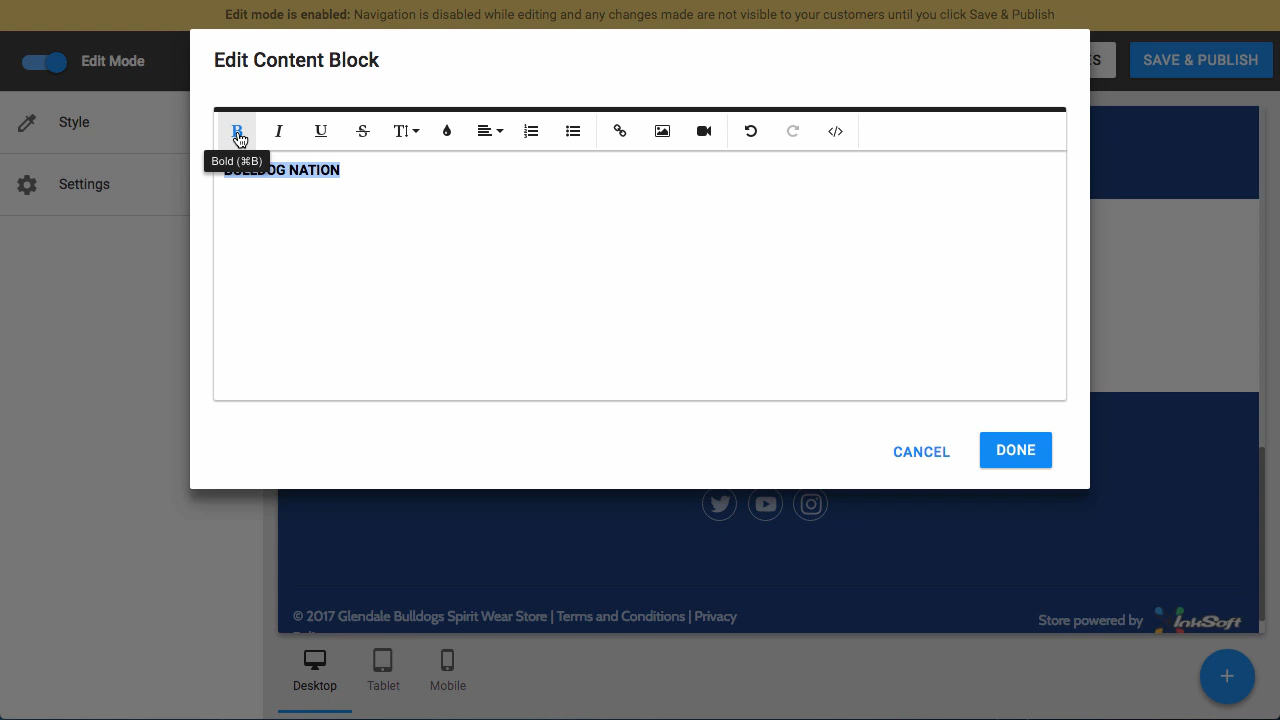 Edit mode is enabled: Navigation is disabled while editing and any changes made are not visible to your customers until you click Save & Publish
Edit Mode
SAVE & PUBLISH
Edit Content Block
Style
Settings
Bold (⌘B)
NATION
CANCEL
DONE
© 2017 Glendale Bulldogs Spirit Wear Store | Terms and Conditions | Privacy
Store powered by InkSoft
Desktop
Tablet
Mobile